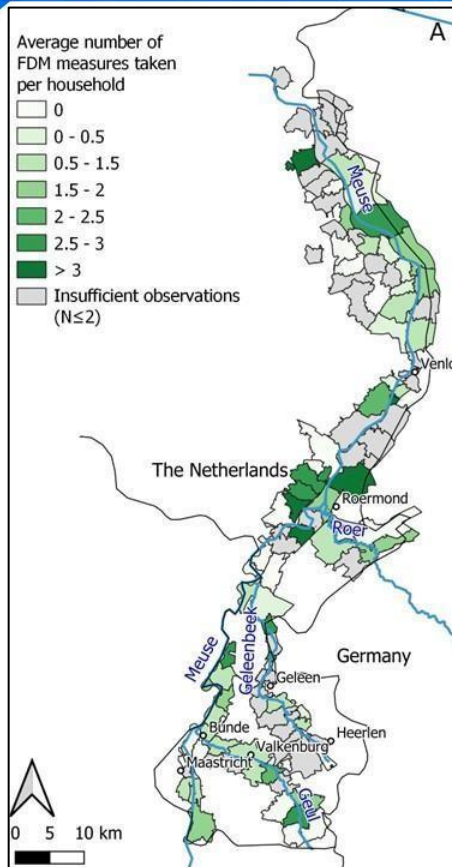 A
Average number of
FDM measures taken
per household
0
0 - 0.5
0.5 - 1.5
1.5 - 2
2 - 2.5
2.5 - 3
> 3
Insufficient observations
(N≤2)
Meuse
Venlo
The Netherlands
Roermond
Roer
Meuse
Geleenbeek
Germany
Geleen
Bunde
Heerlen
Valkenburg
Maastricht
Geul
0 5 10 km